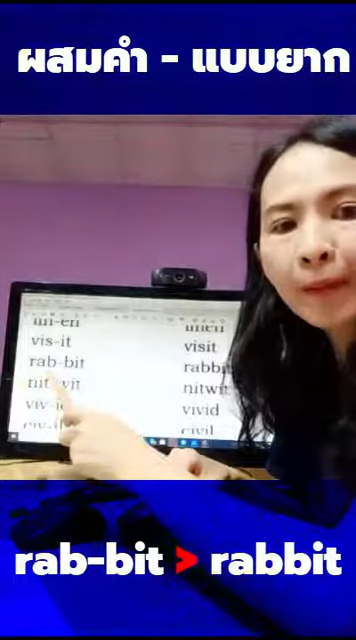 ผสมคำ - แบบยาก
vis-it visit
rab-bit rabbit
nitwit
vivid
civil
rab-bit > rabbit